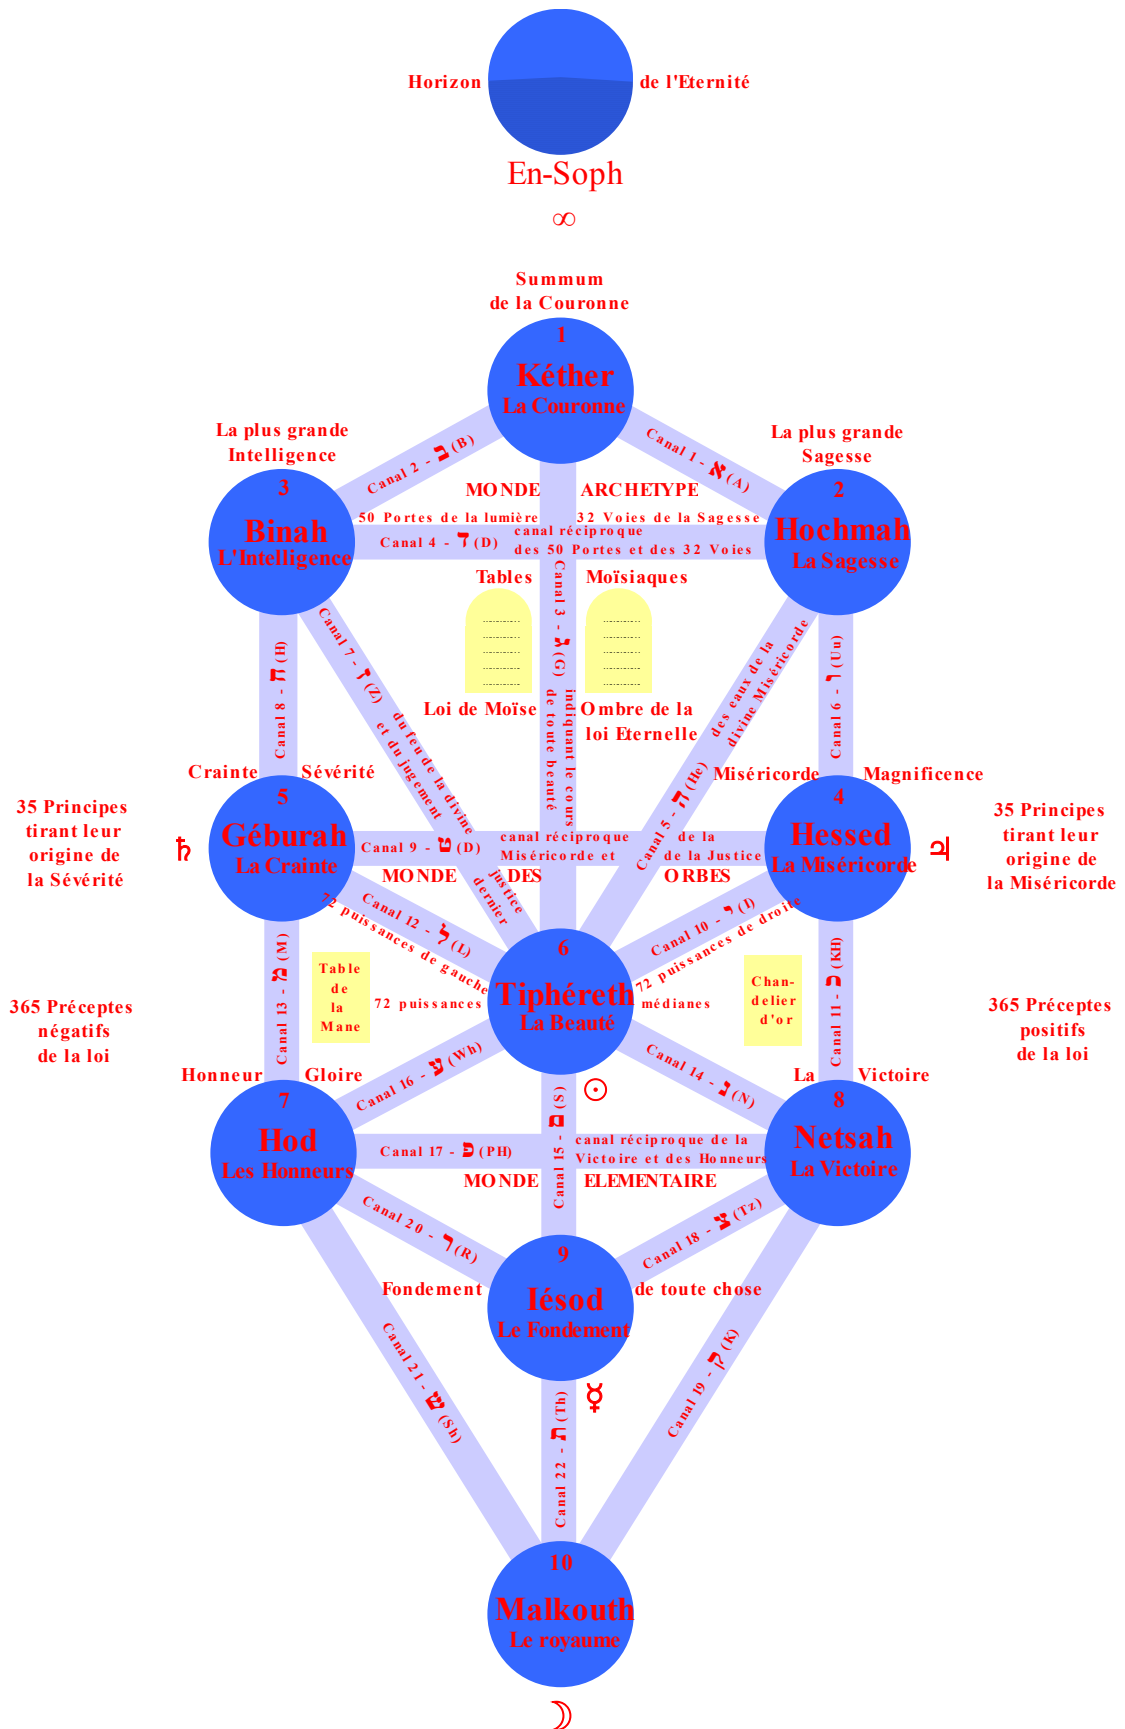 Horizon de l'Eternité
En-Soph
∞
Summum
de la Couronne
1
Kéther
La Couronne
La plus grande
Intelligence
La plus grande
Sagesse
Canal 2 - ב (B)
Canal 1 - א (A)
MONDE ARCHETYPE
3
Binah
L'Intelligence
2
Hochmah
La Sagesse
50 Portes de la lumière
32 Voies de la Sagesse
Canal 4 - ד (D)
canal réciproque
des 50 Portes et des 32 Voies
Tables Moïsiaques
Canal 3 - ג (G)
indiquant le cours
de toute beauté
Loi de Moïse
Ombre de la
loi Eternelle
Canal 8 - ח (H)
Canal 7 - ז (Z)
du feu de la divine justice
et du jugement dernier
Canal 5 - ה (He)
des eaux de la
divine Miséricorde
Canal 6 - ו (Uu)
Crainte Sévérité
Miséricorde Magnificence
5
Géburah
La Crainte
4
Hessed
La Miséricorde
35 Principes
tirant leur
origine de
la Sévérité
♄
♃
35 Principes
tirant leur
origine de
la Miséricorde
Canal 9 - ט (D)
canal réciproque de la
Miséricorde et de la Justice
MONDE DES ORBES
Canal 12 - ל (L)
72 puissances de gauche
Canal 10 - י (I)
72 puissances de droite
6
Tiphéreth
La Beauté
72 puissances médianes
Table
de
la
Mane
Chan-
delier
d'or
Canal 13 - מ (M)
Canal 11 - כ (KH)
365 Préceptes
négatifs
de la loi
365 Préceptes
positifs
de la loi
Honneur Gloire
La Victoire
☉
Canal 16 - ע (Wh)
Canal 14 - נ (N)
7
Hod
Les Honneurs
8
Netsah
La Victoire
Canal 15 - ס (S)
Canal 17 - פ (PH)
canal réciproque de la
Victoire et des Honneurs
MONDE ELEMENTAIRE
Canal 20 - ר (R)
Canal 18 - צ (Tz)
9
Iésod
Le Fondement
Fondement de toute chose
☿
Canal 21 - ש (Sh)
Canal 19 - ק (K)
Canal 22 - ת (Th)
10
Malkouth
Le royaume
☽